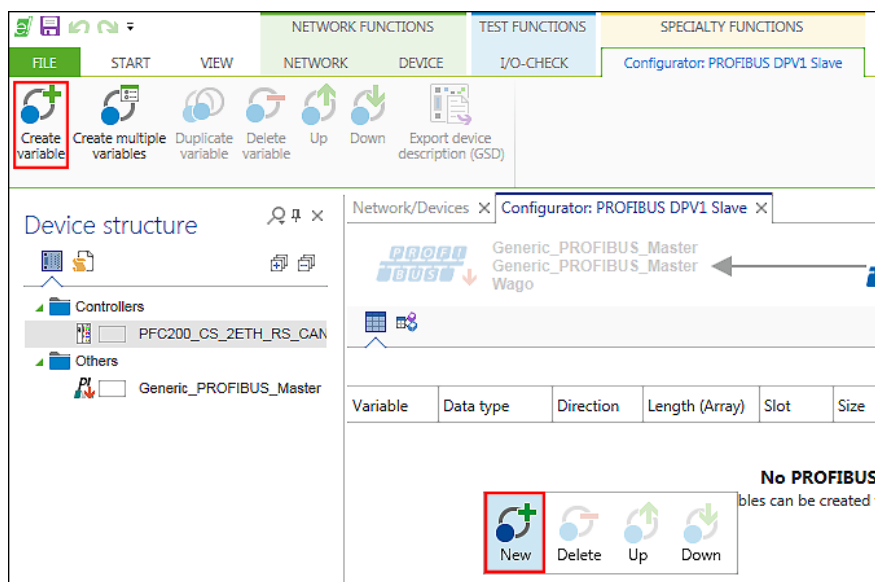 NETWORK FUNCTIONS TEST FUNCTIONS SPECIALTY FUNCTIONS
FILE START VIEW NETWORK DEVICE I/O-CHECK Configurator: PROFIBUS DPV1 Slave
Create Create multiple Duplicate Delete Up Down Export device
variable variables variable variable description (GSD)
Device structure
Network/Devices Configurator: PROFIBUS DPV1 Slave
PROFI
BUS
Generic_PROFIBUS_Master
Generic_PROFIBUS_Master
Wago
Controllers
PFC200_CS_2ETH_RS_CAN
Others
Generic_PROFIBUS_Master
Variable Data type Direction Length (Array) Slot Size
No PROFIBUS
bles can be created
New Delete Up Down